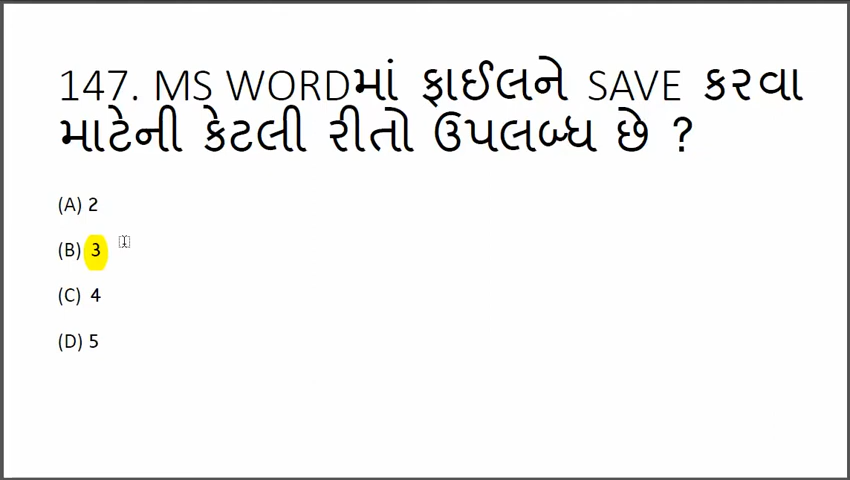 147. MS WORDમાં ફાઈલને SAVE કરવા
માટેની કેટલી રીતો ઉપલબ્ધ છે ?
(A) 2
(B) 3
(C) 4
(D) 5